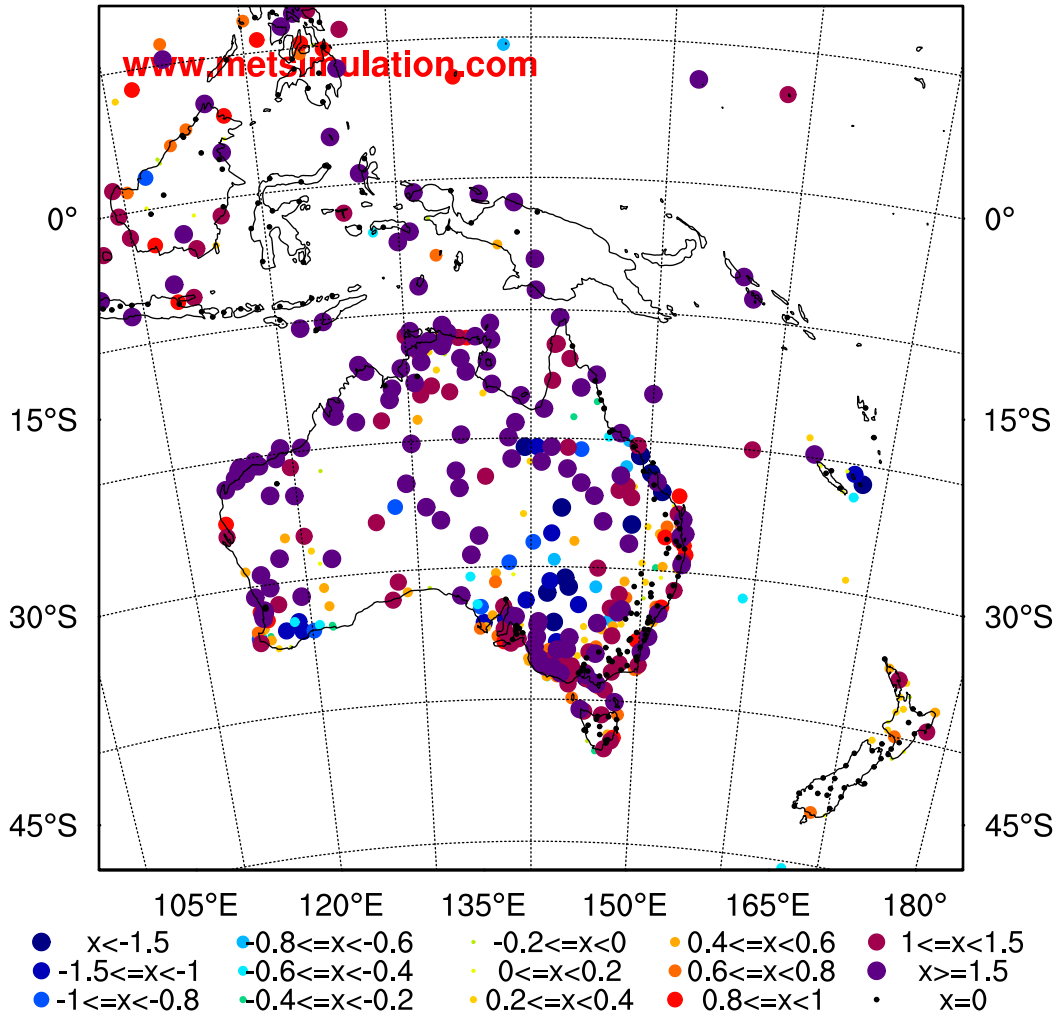 www.metsimulation.com
0° 0°
15°S 15°S
30°S 30°S
45°S 45°S
105°E 120°E 135°E 150°E 165°E 180°
x<-1.5 -0.8<=x<-0.6 -0.2<=x<0 0.4<=x<0.6 1<=x<1.5
-1.5<=x<-1 -0.6<=x<-0.4 0<=x<0.2 0.6<=x<0.8 x>=1.5
-1<=x<-0.8 -0.4<=x<-0.2 0.2<=x<0.4 0.8<=x<1 x=0